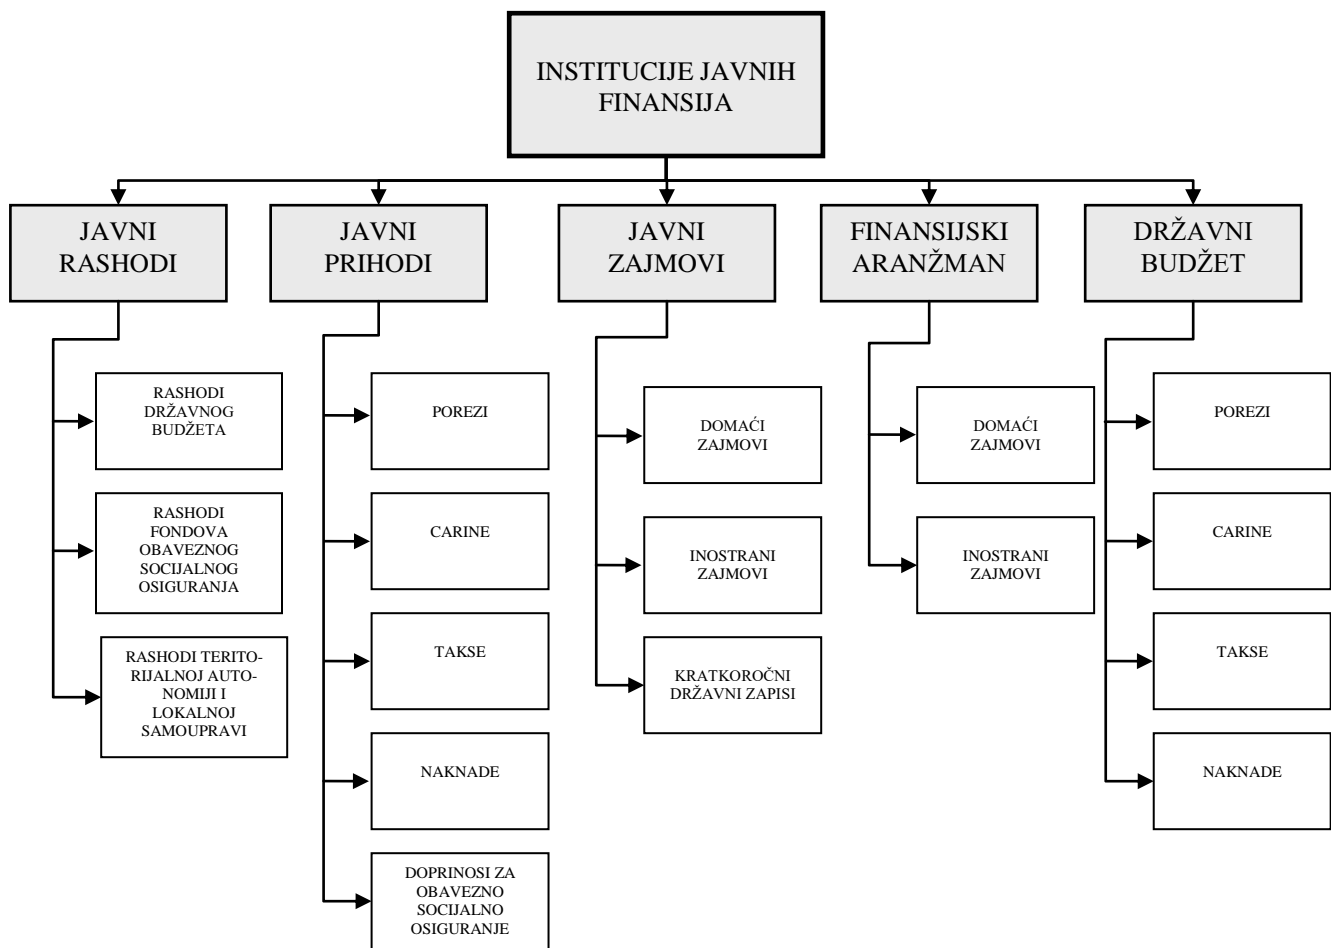 INSTITUCIJE JAVNIH
FINANSIJA
JAVNI
RASHODI
RASHODI
DRŽAVNOG
BUDŽETA
RASHODI
FONDOVA
OBAVEZNOG
SOCIJALNOG
OSIGURANJA
RASHODI TERITO-
RIJALNOJ AUTO-
NOMIJI I
LOKALNOJ
SAMOUPRAVI
JAVNI
PRIHODI
POREZI
CARINE
TAKSE
NAKNADE
DOPRINOSI ZA
OBAVEZNO
SOCIJALNO
OSIGURANJE
JAVNI
ZAJMOVI
DOMAĆI
ZAJMOVI
INOSTRANI
ZAJMOVI
KRATKOROČNI
DRŽAVNI ZAPISI
FINANSIJSKI
ARANŽMAN
DOMAĆI
ZAJMOVI
INOSTRANI
ZAJMOVI
DRŽAVNI
BUDŽET
POREZI
CARINE
TAKSE
NAKNADE